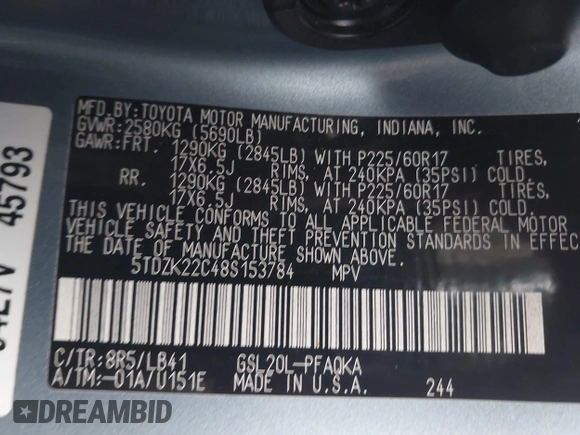 MFD.BY:TOYOTA MOTOR MANUFACTURING, INDIANA, INC.
GVWR:2580KG (5690LB)
GAWR:FRT. 1290KG (2845LB) WITH P225/60R17 TIRES,
17X6.5J RIMS, AT 240KPA (35PSI) COLD.
RR. 1290KG (2845LB) WITH P225/60R17 TIRES,
17X6.5J RIMS, AT 240KPA (35PSI) COLD.
THIS VEHICLE CONFORMS TO ALL APPLICABLE FEDERAL MOTOR
VEHICLE SAFETY, BUMPER, AND THEFT PREVENTION STANDARDS IN EFFEC
THE DATE OF MANUFACTURE SHOWN ABOVE.
5TDZK22C48S153784 MPV
C/TR:8R5/LB41 GSL20L-PFAQKA
A/TM:-01A/U151E MADE IN U.S.A. 244
45793
DREAMBID